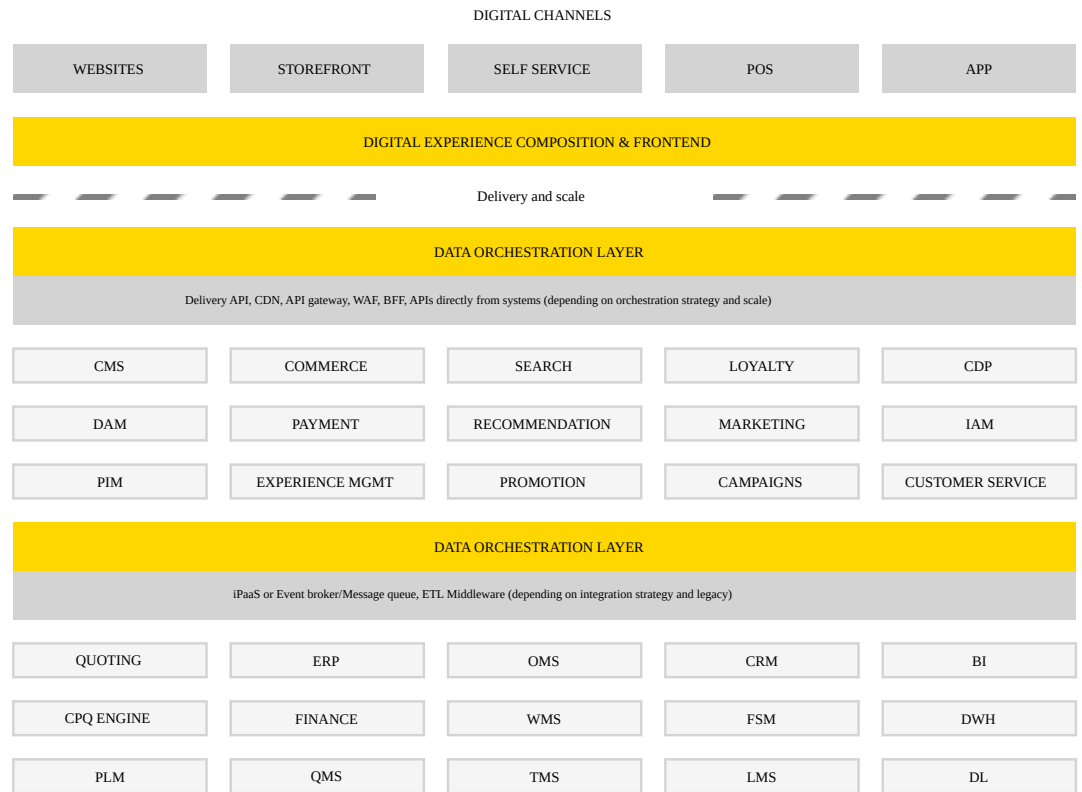 DIGITAL CHANNELS
WEBSITES STOREFRONT SELF SERVICE POS APP
DIGITAL EXPERIENCE COMPOSITION & FRONTEND
Delivery and scale
DATA ORCHESTRATION LAYER
Delivery API, CDN, API gateway, WAF, BFF, APIs directly from systems (depending on orchestration strategy and scale)
CMS COMMERCE SEARCH LOYALTY CDP
DAM PAYMENT RECOMMENDATION MARKETING IAM
PIM EXPERIENCE MGMT PROMOTION CAMPAIGNS CUSTOMER SERVICE
DATA ORCHESTRATION LAYER
iPaaS or Event broker/Message queue, ETL Middleware (depending on integration strategy and legacy)
QUOTING ERP OMS CRM BI
CPQ ENGINE FINANCE WMS FSM DWH
PLM QMS TMS LMS DL